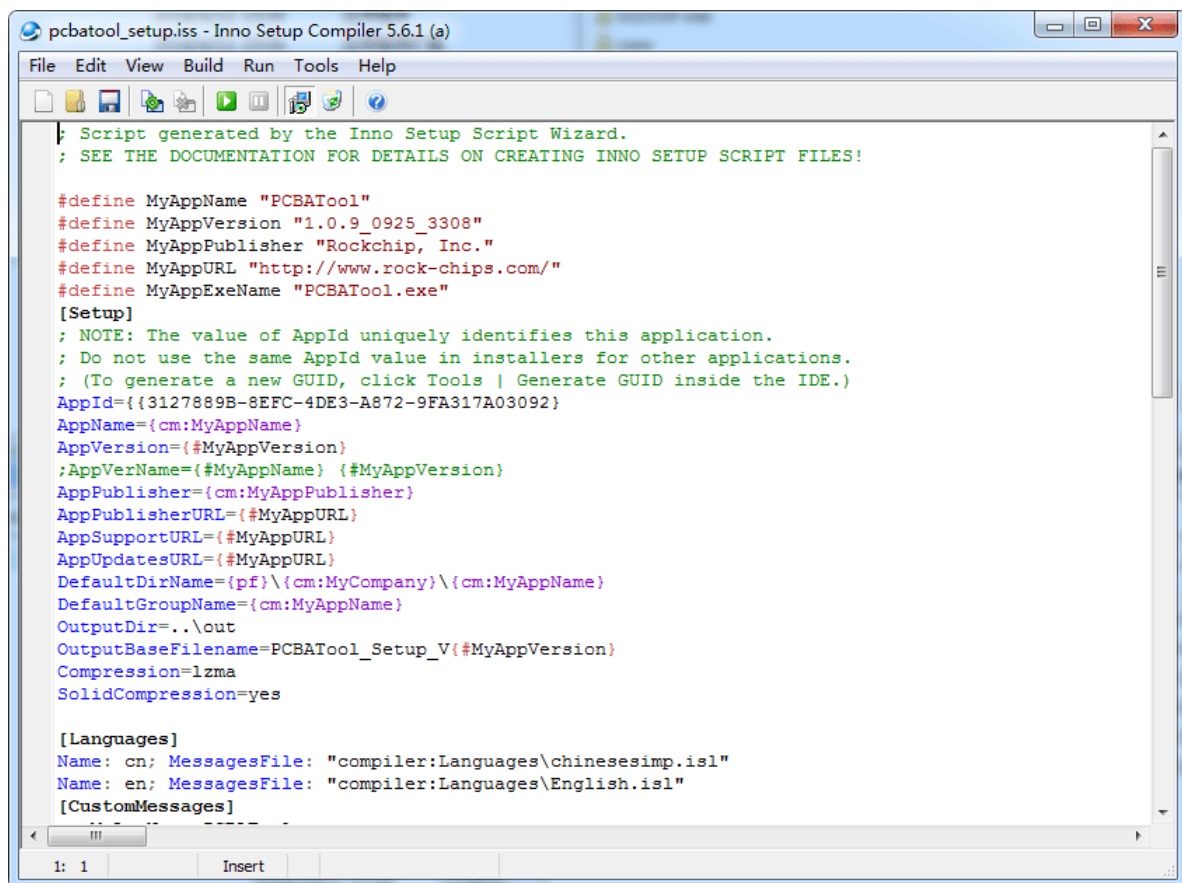 pcbatool_setup.iss - Inno Setup Compiler 5.6.1 (a)
File Edit View Build Run Tools Help
; Script generated by the Inno Setup Script Wizard.
; SEE THE DOCUMENTATION FOR DETAILS ON CREATING INNO SETUP SCRIPT FILES!
#define MyAppName "PCBATool"
#define MyAppVersion "1.0.9_0925_3308"
#define MyAppPublisher "Rockchip, Inc."
#define MyAppURL "http://www.rock-chips.com/"
#define MyAppExeName "PCBATool.exe"
[Setup]
; NOTE: The value of AppId uniquely identifies this application.
; Do not use the same AppId value in installers for other applications.
; (To generate a new GUID, click Tools | Generate GUID inside the IDE.)
AppId={{3127889B-8EFC-4DE3-A872-9FA317A03092}
AppName={cm:MyAppName}
AppVersion={#MyAppVersion}
;AppVerName={#MyAppName} {#MyAppVersion}
AppPublisher={cm:MyAppPublisher}
AppPublisherURL={#MyAppURL}
AppSupportURL={#MyAppURL}
AppUpdatesURL={#MyAppURL}
DefaultDirName={pf}\{cm:MyCompany}\{cm:MyAppName}
DefaultGroupName={cm:MyAppName}
OutputDir=..\out
OutputBaseFilename=PCBATool_Setup_V{#MyAppVersion}
Compression=lzma
SolidCompression=yes
[Languages]
Name: cn; MessagesFile: "compiler:Languages\chinesesimp.isl"
Name: en; MessagesFile: "compiler:Languages\English.isl"
[CustomMessages]
1: 1 Insert